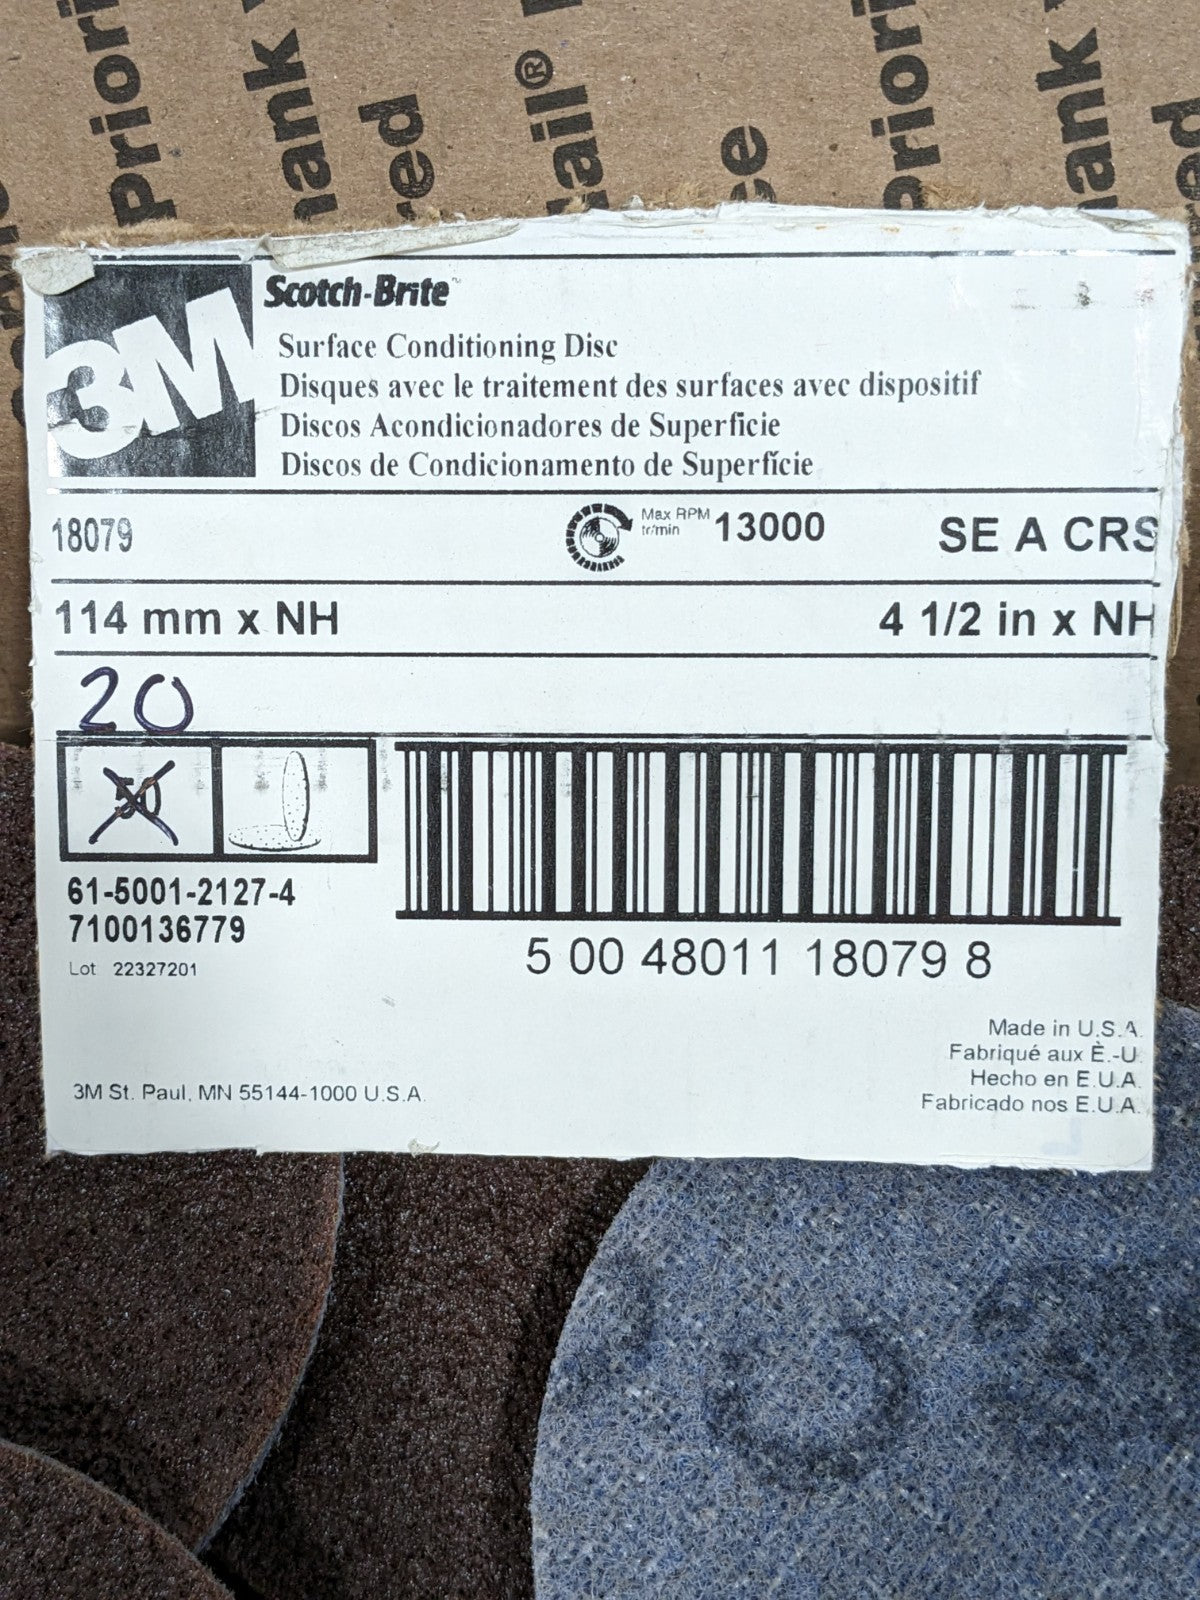 Priori
ank
red
ail®
ce
Priori
ank
ed
3M
Scotch-Brite™
Surface Conditioning Disc
Disques avec le traitement des surfaces avec dispositif
Discos Acondicionadores de Superficie
Discos de Condicionamento de Superfície
18079 Max RPM tr/min 13000 SE A CRS
114 mm x NH 4 1/2 in x NH
20
50
61-5001-2127-4
7100136779
Lot 22327201
5 00 48011 18079 8
Made in U.S.A.
Fabriqué aux É.-U
Hecho en E.U.A.
Fabricado nos E.U.A.
3M St. Paul, MN 55144-1000 U.S.A.